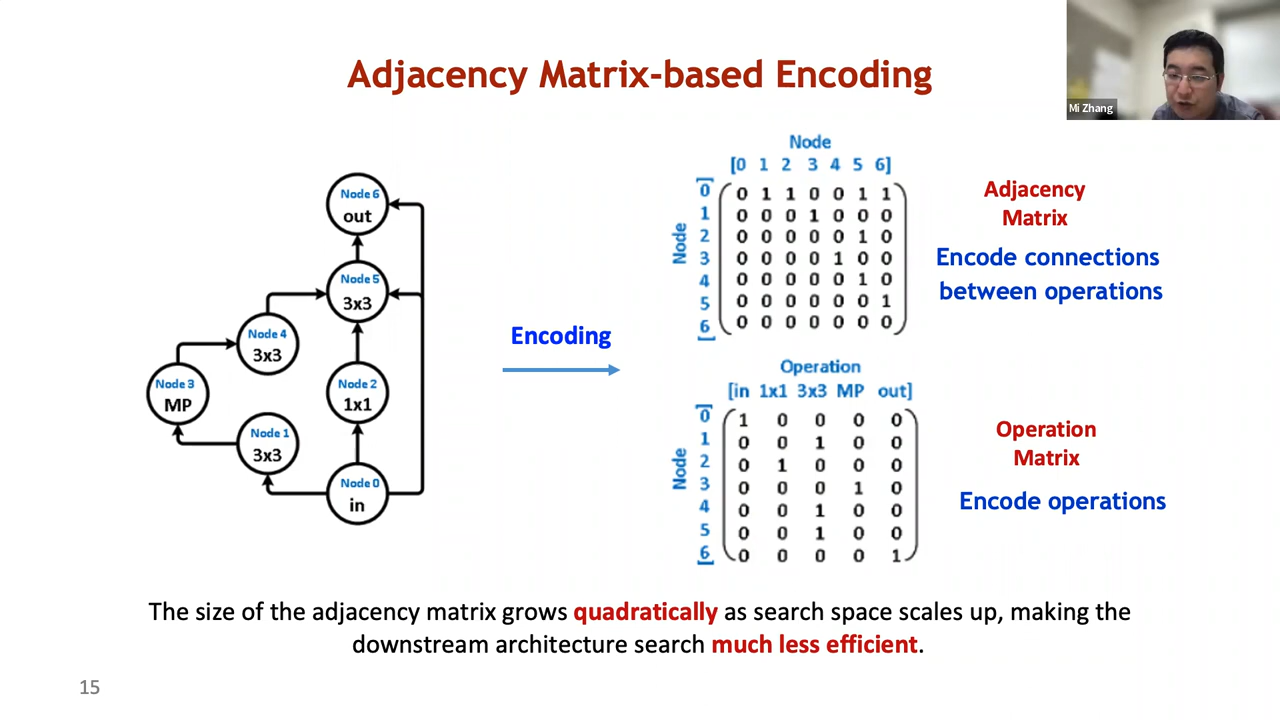 Adjacency Matrix-based Encoding
Mi Zhang
Node 6
out
Node 5
3x3
Node 4
3x3
Node 3
MP
Node 2
1x1
Node 1
3x3
Node 0
in
Encoding
Node
[0 1 2 3 4 5 6]
Node
[0 1 2 3 4 5 6]
0 1 1 0 0 1 1
0 0 0 1 0 0 0
0 0 0 0 0 1 0
0 0 0 0 1 0 0
0 0 0 0 0 1 0
0 0 0 0 0 0 1
0 0 0 0 0 0 0
Adjacency
Matrix
Encode connections
between operations
Operation
[in 1x1 3x3 MP out]
Node
[0 1 2 3 4 5 6]
1 0 0 0 0
0 0 1 0 0
0 1 0 0 0
0 0 0 1 0
0 0 1 0 0
0 0 1 0 0
0 0 0 0 1
Operation
Matrix
Encode operations
The size of the adjacency matrix grows quadratically as search space scales up, making the
downstream architecture search much less efficient.
15